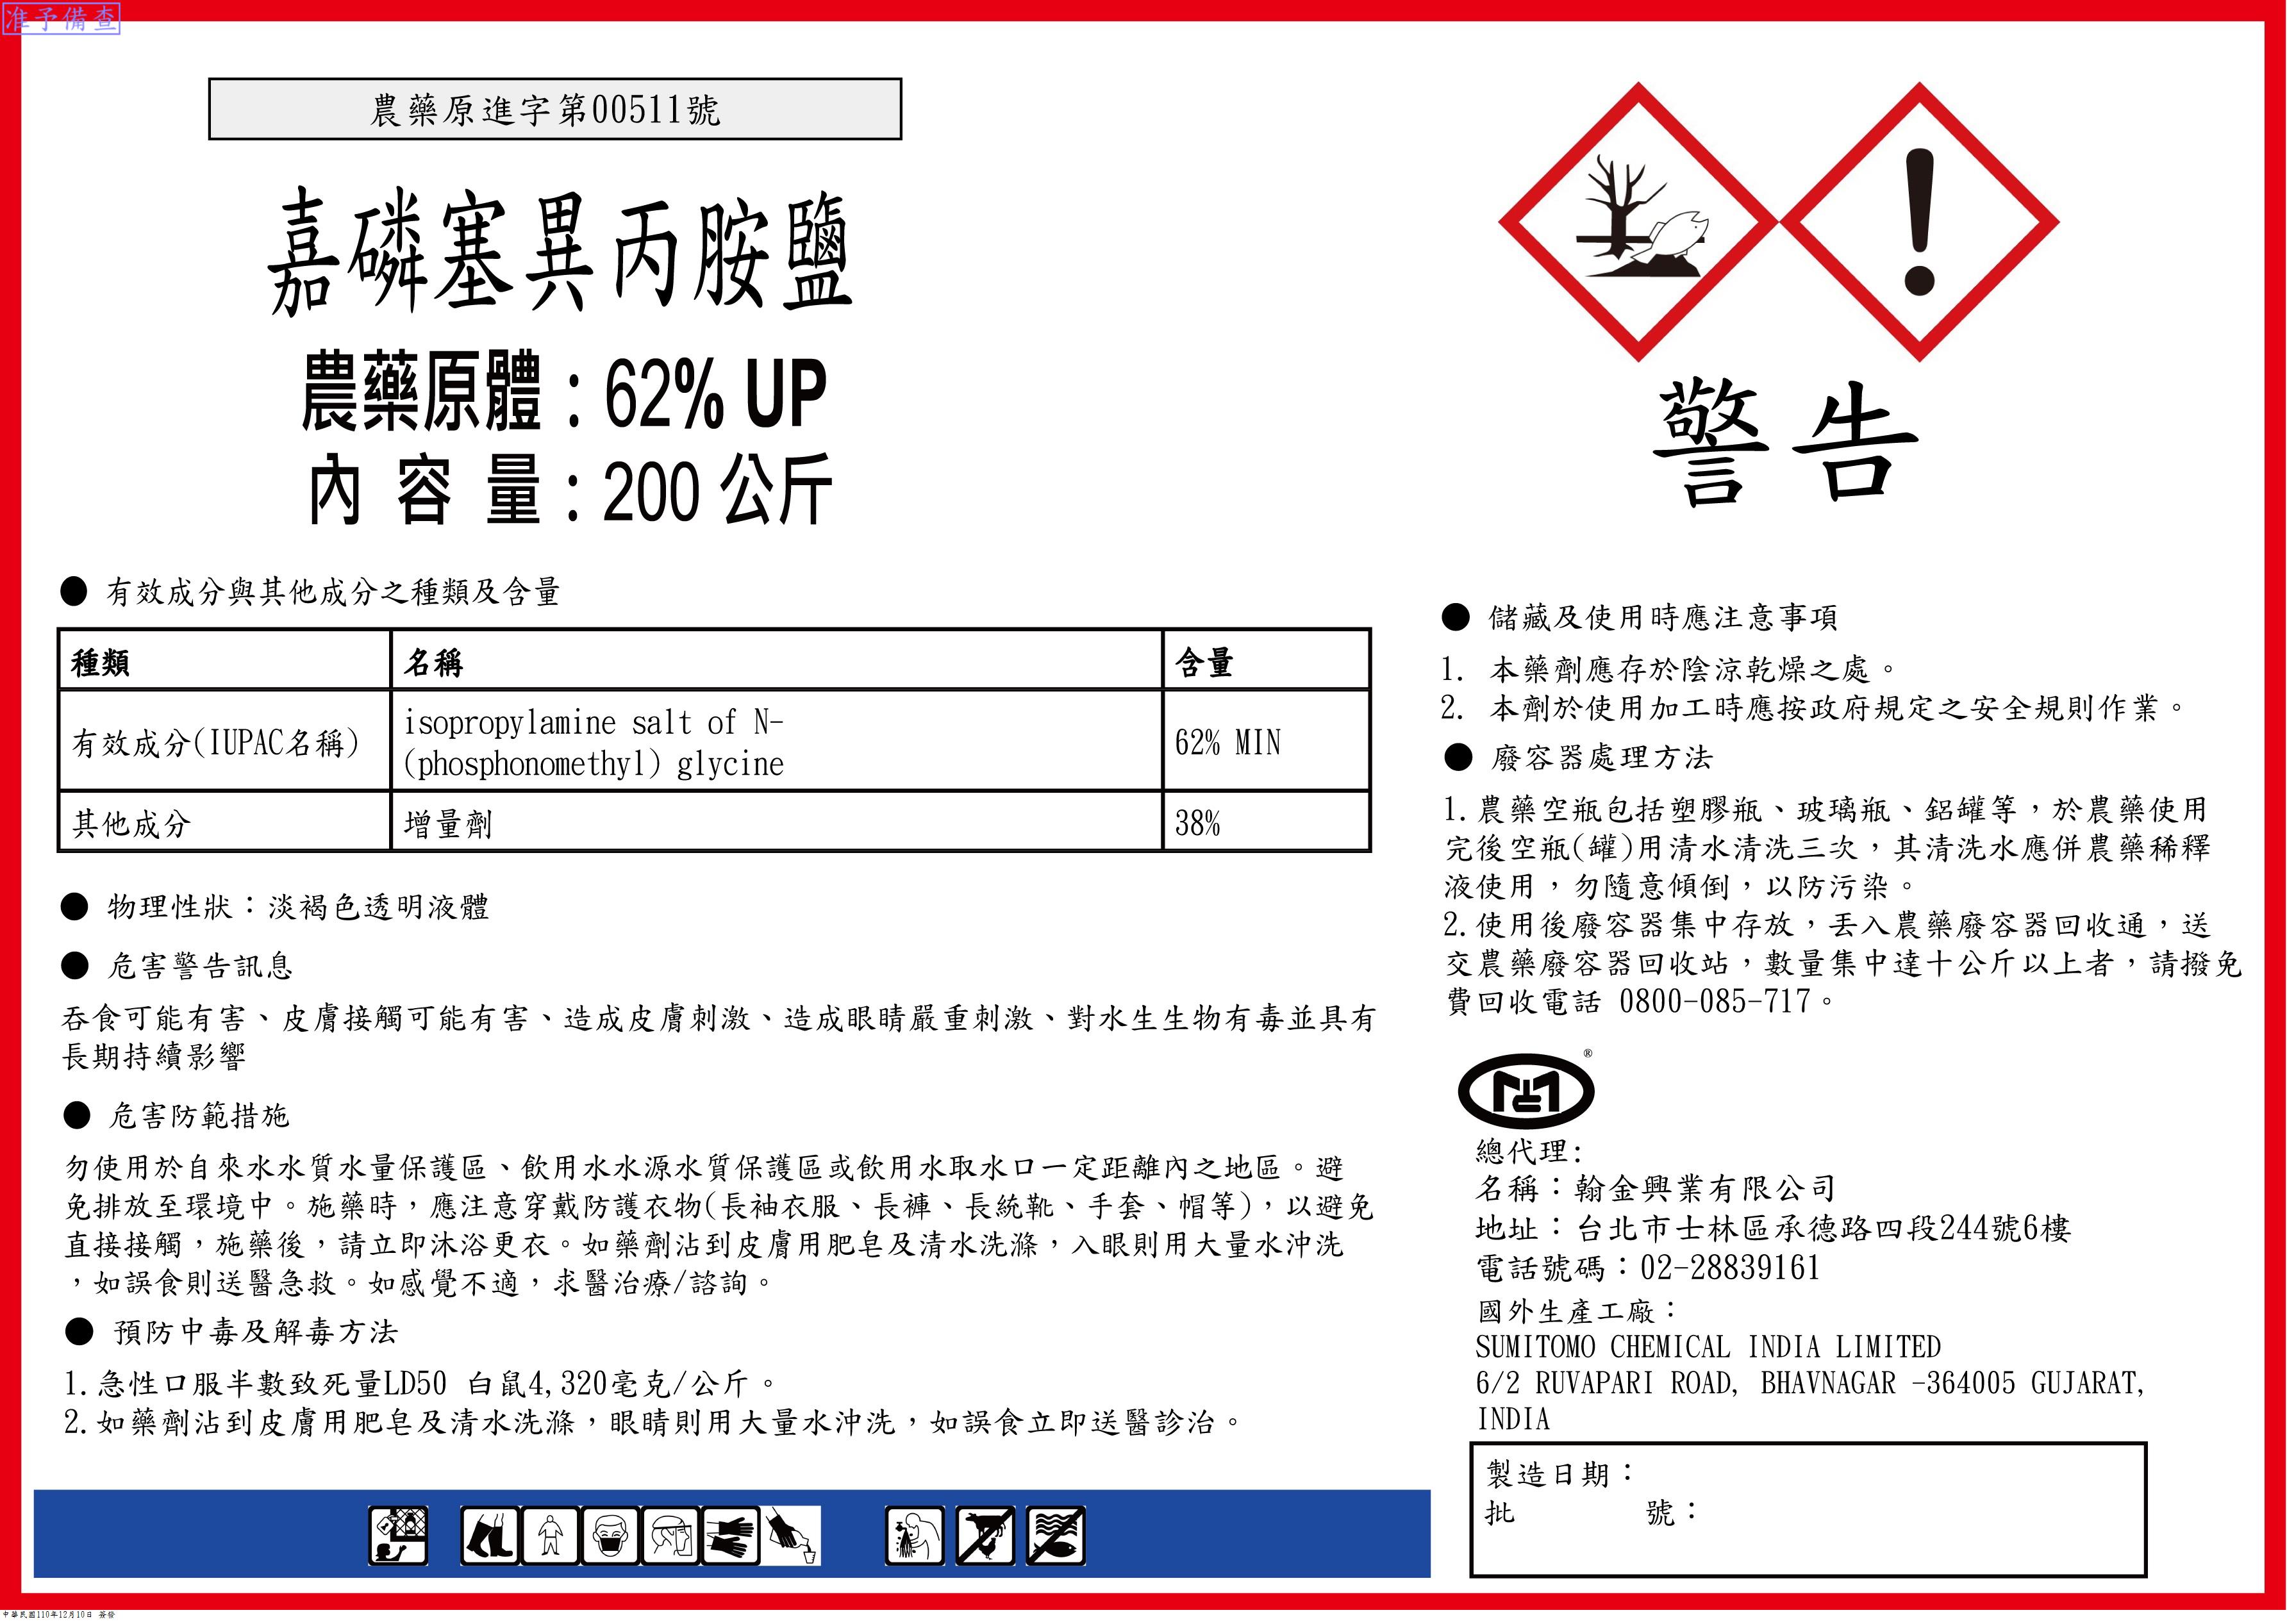 准予備查
農藥原進字第00511號
嘉磷塞異丙胺鹽
農藥原體：62% UP
內 容 量：200 公斤
警告
● 有效成分與其他成分之種類及含量
種類 名稱 含量
有效成分(IUPAC名稱) isopropylamine salt of N-
(phosphonomethyl) glycine 62% MIN
其他成分 增量劑 38%
● 物理性狀：淡褐色透明液體
● 危害警告訊息
吞食可能有害、皮膚接觸可能有害、造成皮膚刺激、造成眼睛嚴重刺激、對水生生物有毒並具有
長期持續影響
● 危害防範措施
勿使用於自來水水質水量保護區、飲用水水源水質保護區或飲用水取水口一定距離內之地區。避
免排放至環境中。施藥時，應注意穿戴防護衣物(長袖衣服、長褲、長統靴、手套、帽等)，以避免
直接接觸，施藥後，請立即沐浴更衣。如藥劑沾到皮膚用肥皂及清水洗滌，入眼則用大量水沖洗
，如誤食則送醫急救。如感覺不適，求醫治療/諮詢。
● 預防中毒及解毒方法
1.急性口服半數致死量LD50 白鼠4,320毫克/公斤。
2.如藥劑沾到皮膚用肥皂及清水洗滌，眼睛則用大量水沖洗，如誤食立即送醫診治。
● 儲藏及使用時應注意事項
1. 本藥劑應存於陰涼乾燥之處。
2. 本劑於使用加工時應按政府規定之安全規則作業。
● 廢容器處理方法
1.農藥空瓶包括塑膠瓶、玻璃瓶、鋁罐等，於農藥使用
完後空瓶(罐)用清水清洗三次，其清洗水應併農藥稀釋
液使用，勿隨意傾倒，以防污染。
2.使用後廢容器集中存放，丟入農藥廢容器回收通，送
交農藥廢容器回收站，數量集中達十公斤以上者，請撥免
費回收電話 0800-085-717。
®
總代理:
名稱：翰金興業有限公司
地址：台北市士林區承德路四段244號6樓
電話號碼：02-28839161
國外生產工廠：
SUMITOMO CHEMICAL INDIA LIMITED
6/2 RUVAPARI ROAD, BHAVNAGAR -364005 GUJARAT,
INDIA
製造日期：
批 號：
中華民國110年12月10日 簽發